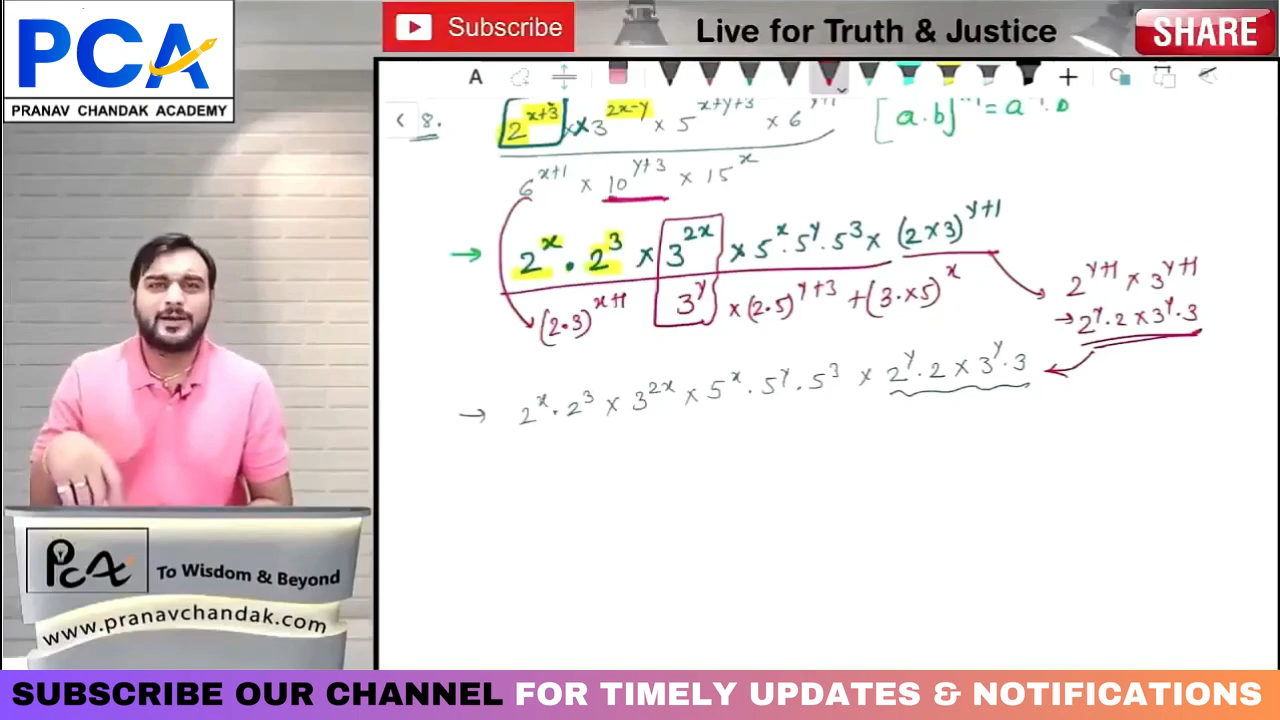 PCA
PRANAV CHANDAK ACADEMY
Subscribe
Live for Truth & Justice
SHARE
A
8. 2^{x+3} × 3^{2x-y} × 5^{x+y+3} × 6^{y+1}
6^{x+1} × 10^{y+3} × 15^x
→ 2^x . 2^3 × 3^{2x} × 5^x . 5^y . 5^3 × (2 × 3)^{y+1}
(2·3)^{x+1} 3^y × (2·5)^{y+3} + (3·×5)^x
2^{y+1} × 3^{y+1}
→ 2^y · 2 × 3^y · 3
→ 2^x . 2^3 × 3^{2x} × 5^x . 5^y . 5^3 × 2^y . 2 × 3^y . 3
PCA
To Wisdom & Beyond
www.pranavchandak.com
SUBSCRIBE OUR CHANNEL FOR TIMELY UPDATES & NOTIFICATIONS